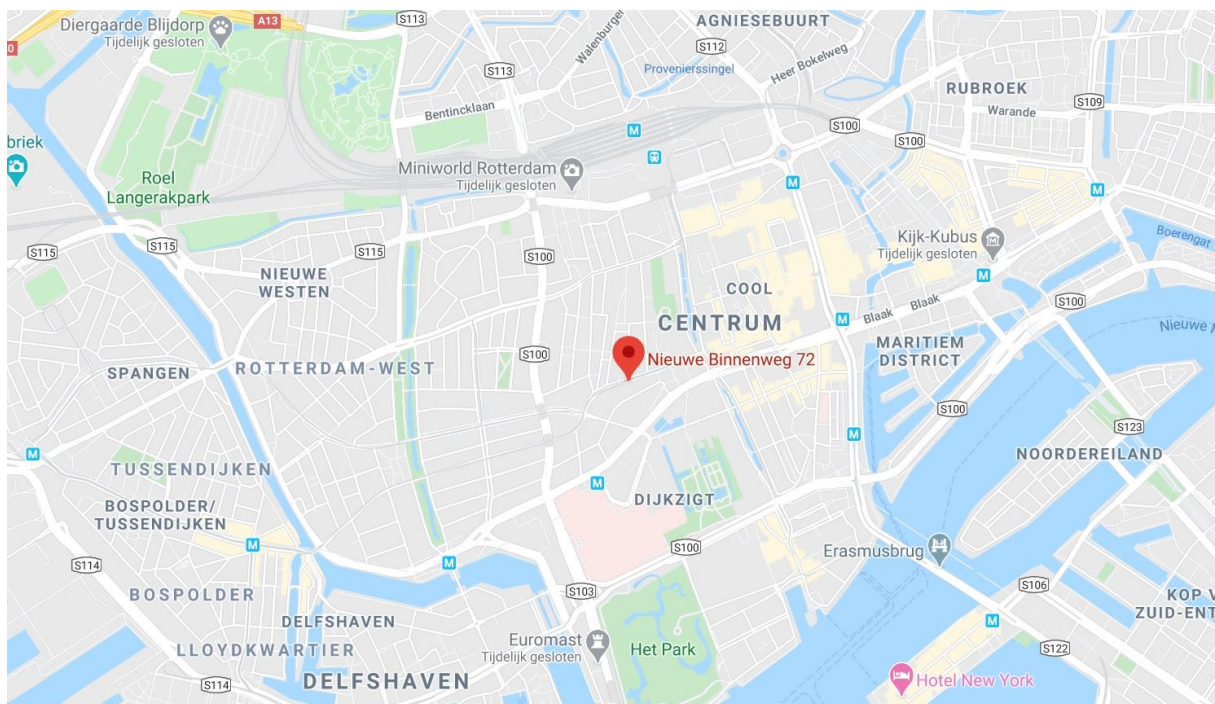 Diergaarde Blijdorp
Tijdelijk gesloten
A13
S113
AGNIESEBUURT
S112
Walenburger
Heer Bokelweg
Provenierssingel
S113
RUBROEK
S109
Warande
Bentincklaan
S100
S100
M
briek
Miniworld Rotterdam
Tijdelijk gesloten
Roel
Langerakpark
M
M
S115
S115
S115
S100
Kijk-Kubus
Tijdelijk gesloten
Boerengat
M
NIEUWE
WESTEN
COOL
S100
CENTRUM
M
Blaak
Blaak
Nieuwe M
MARITIEM
DISTRICT
S100
Nieuwe Binnenweg 72
SPANGEN
ROTTERDAM-WEST
S100
S123
M
M
NOORDEREILAND
TUSSENDIJKEN
M
DIJKZIGT
BOSPOLDER/
TUSSENDIJKEN
M
M
S100
Erasmusbrug
S114
S103
S106
BOSPOLDER
KOP V
ZUID-ENT
DELFSHAVEN
M
LLOYDKWARTIER
Euromast
Tijdelijk gesloten
Het Park
S122
S114
DELFSHAVEN
Hotel New York